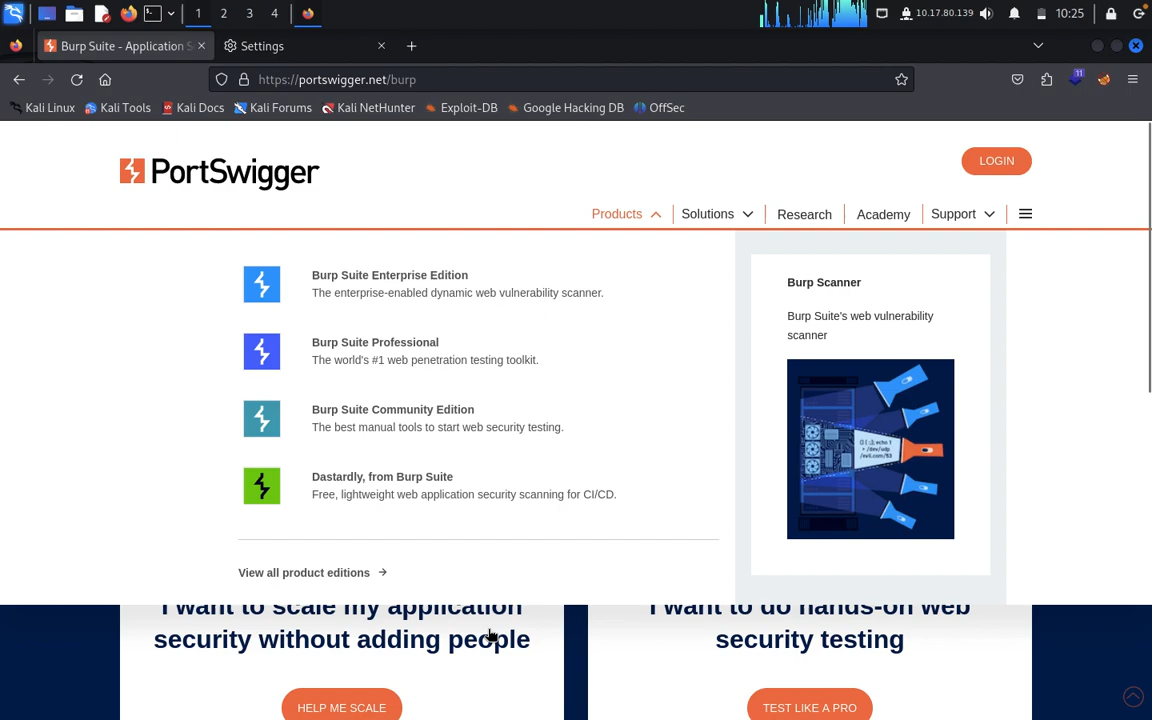 1 2 3 4 10.17.80.139 10:25
Burp Suite - Application S Settings
https://portswigger.net/burp 11
Kali Linux Kali Tools Kali Docs Kali Forums Kali NetHunter Exploit-DB Google Hacking DB OffSec
PortSwigger
LOGIN
Products Solutions Research Academy Support
Burp Suite Enterprise Edition
The enterprise-enabled dynamic web vulnerability scanner.
Burp Suite Professional
The world's #1 web penetration testing toolkit.
Burp Suite Community Edition
The best manual tools to start web security testing.
Dastardly, from Burp Suite
Free, lightweight web application security scanning for CI/CD.
View all product editions
Burp Scanner
Burp Suite's web vulnerability
scanner
I want to scale my application
security without adding people
HELP ME SCALE
I want to do hands-on web
security testing
TEST LIKE A PRO